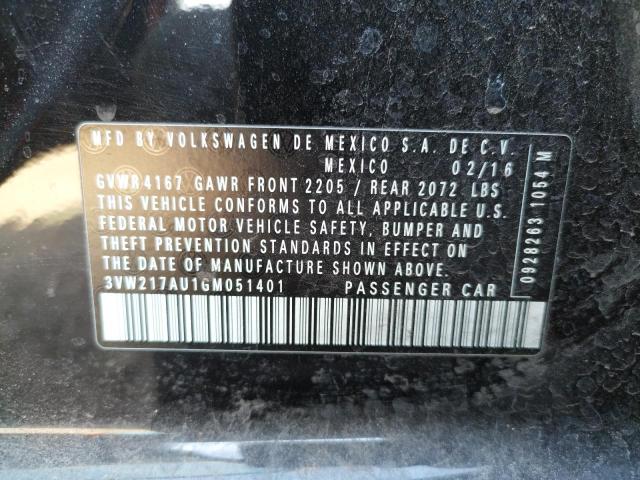 MFD BY VOLKSWAGEN DE MEXICO S.A. DE C.V.
MEXICO 02/16
GVWR 4167 GAWR FRONT 2205 / REAR 2072 LBS
THIS VEHICLE CONFORMS TO ALL APPLICABLE U.S.
FEDERAL MOTOR VEHICLE SAFETY, BUMPER AND
THEFT PREVENTION STANDARDS IN EFFECT ON
THE DATE OF MANUFACTURE SHOWN ABOVE.
3VW217AU1GM051401 PASSENGER CAR
0928263 1054 M